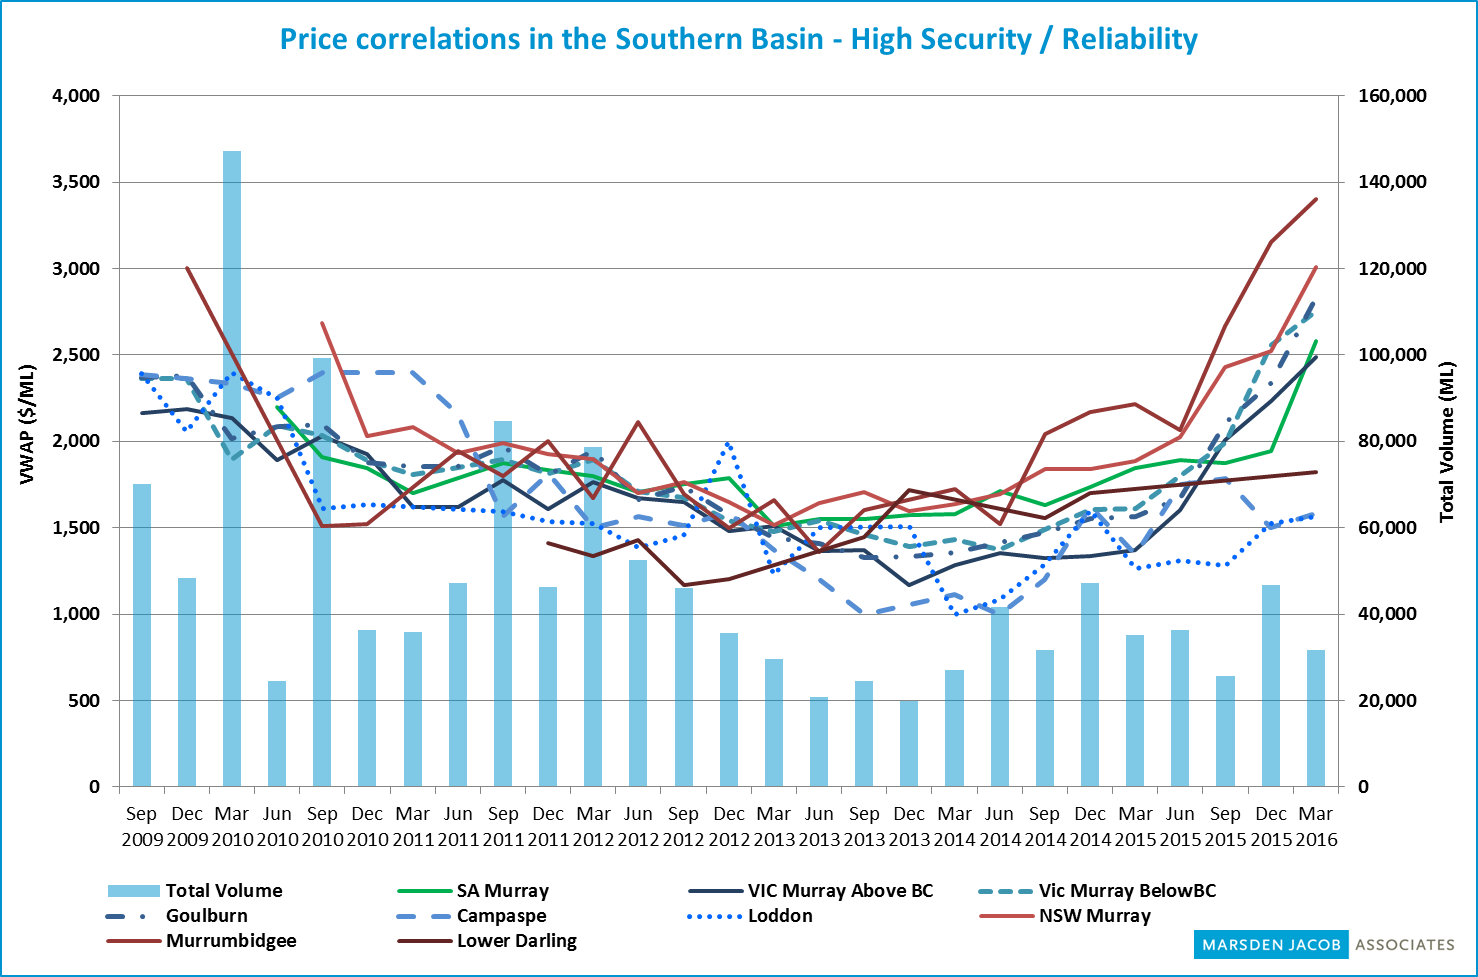 Price correlations in the Southern Basin - High Security / Reliability
4,000
3,500
3,000
2,500
2,000
1,500
1,000
500
0
VWAP ($/ML)
160,000
140,000
120,000
100,000
80,000
60,000
40,000
20,000
0
Total Volume (ML)
Sep Dec Mar Jun Sep Dec Mar Jun Sep Dec Mar Jun Sep Dec Mar Jun Sep Dec Mar Jun Sep Dec Mar Jun Sep Dec Mar
2009 2009 2010 2010 2010 2010 2011 2011 2011 2011 2012 2012 2012 2012 2013 2013 2013 2013 2014 2014 2014 2014 2015 2015 2015 2015 2016
Total Volume SA Murray VIC Murray Above BC Vic Murray BelowBC
Goulburn Campaspe Loddon NSW Murray
Murrumbidgee Lower Darling
MARSDEN JACOB ASSOCIATES